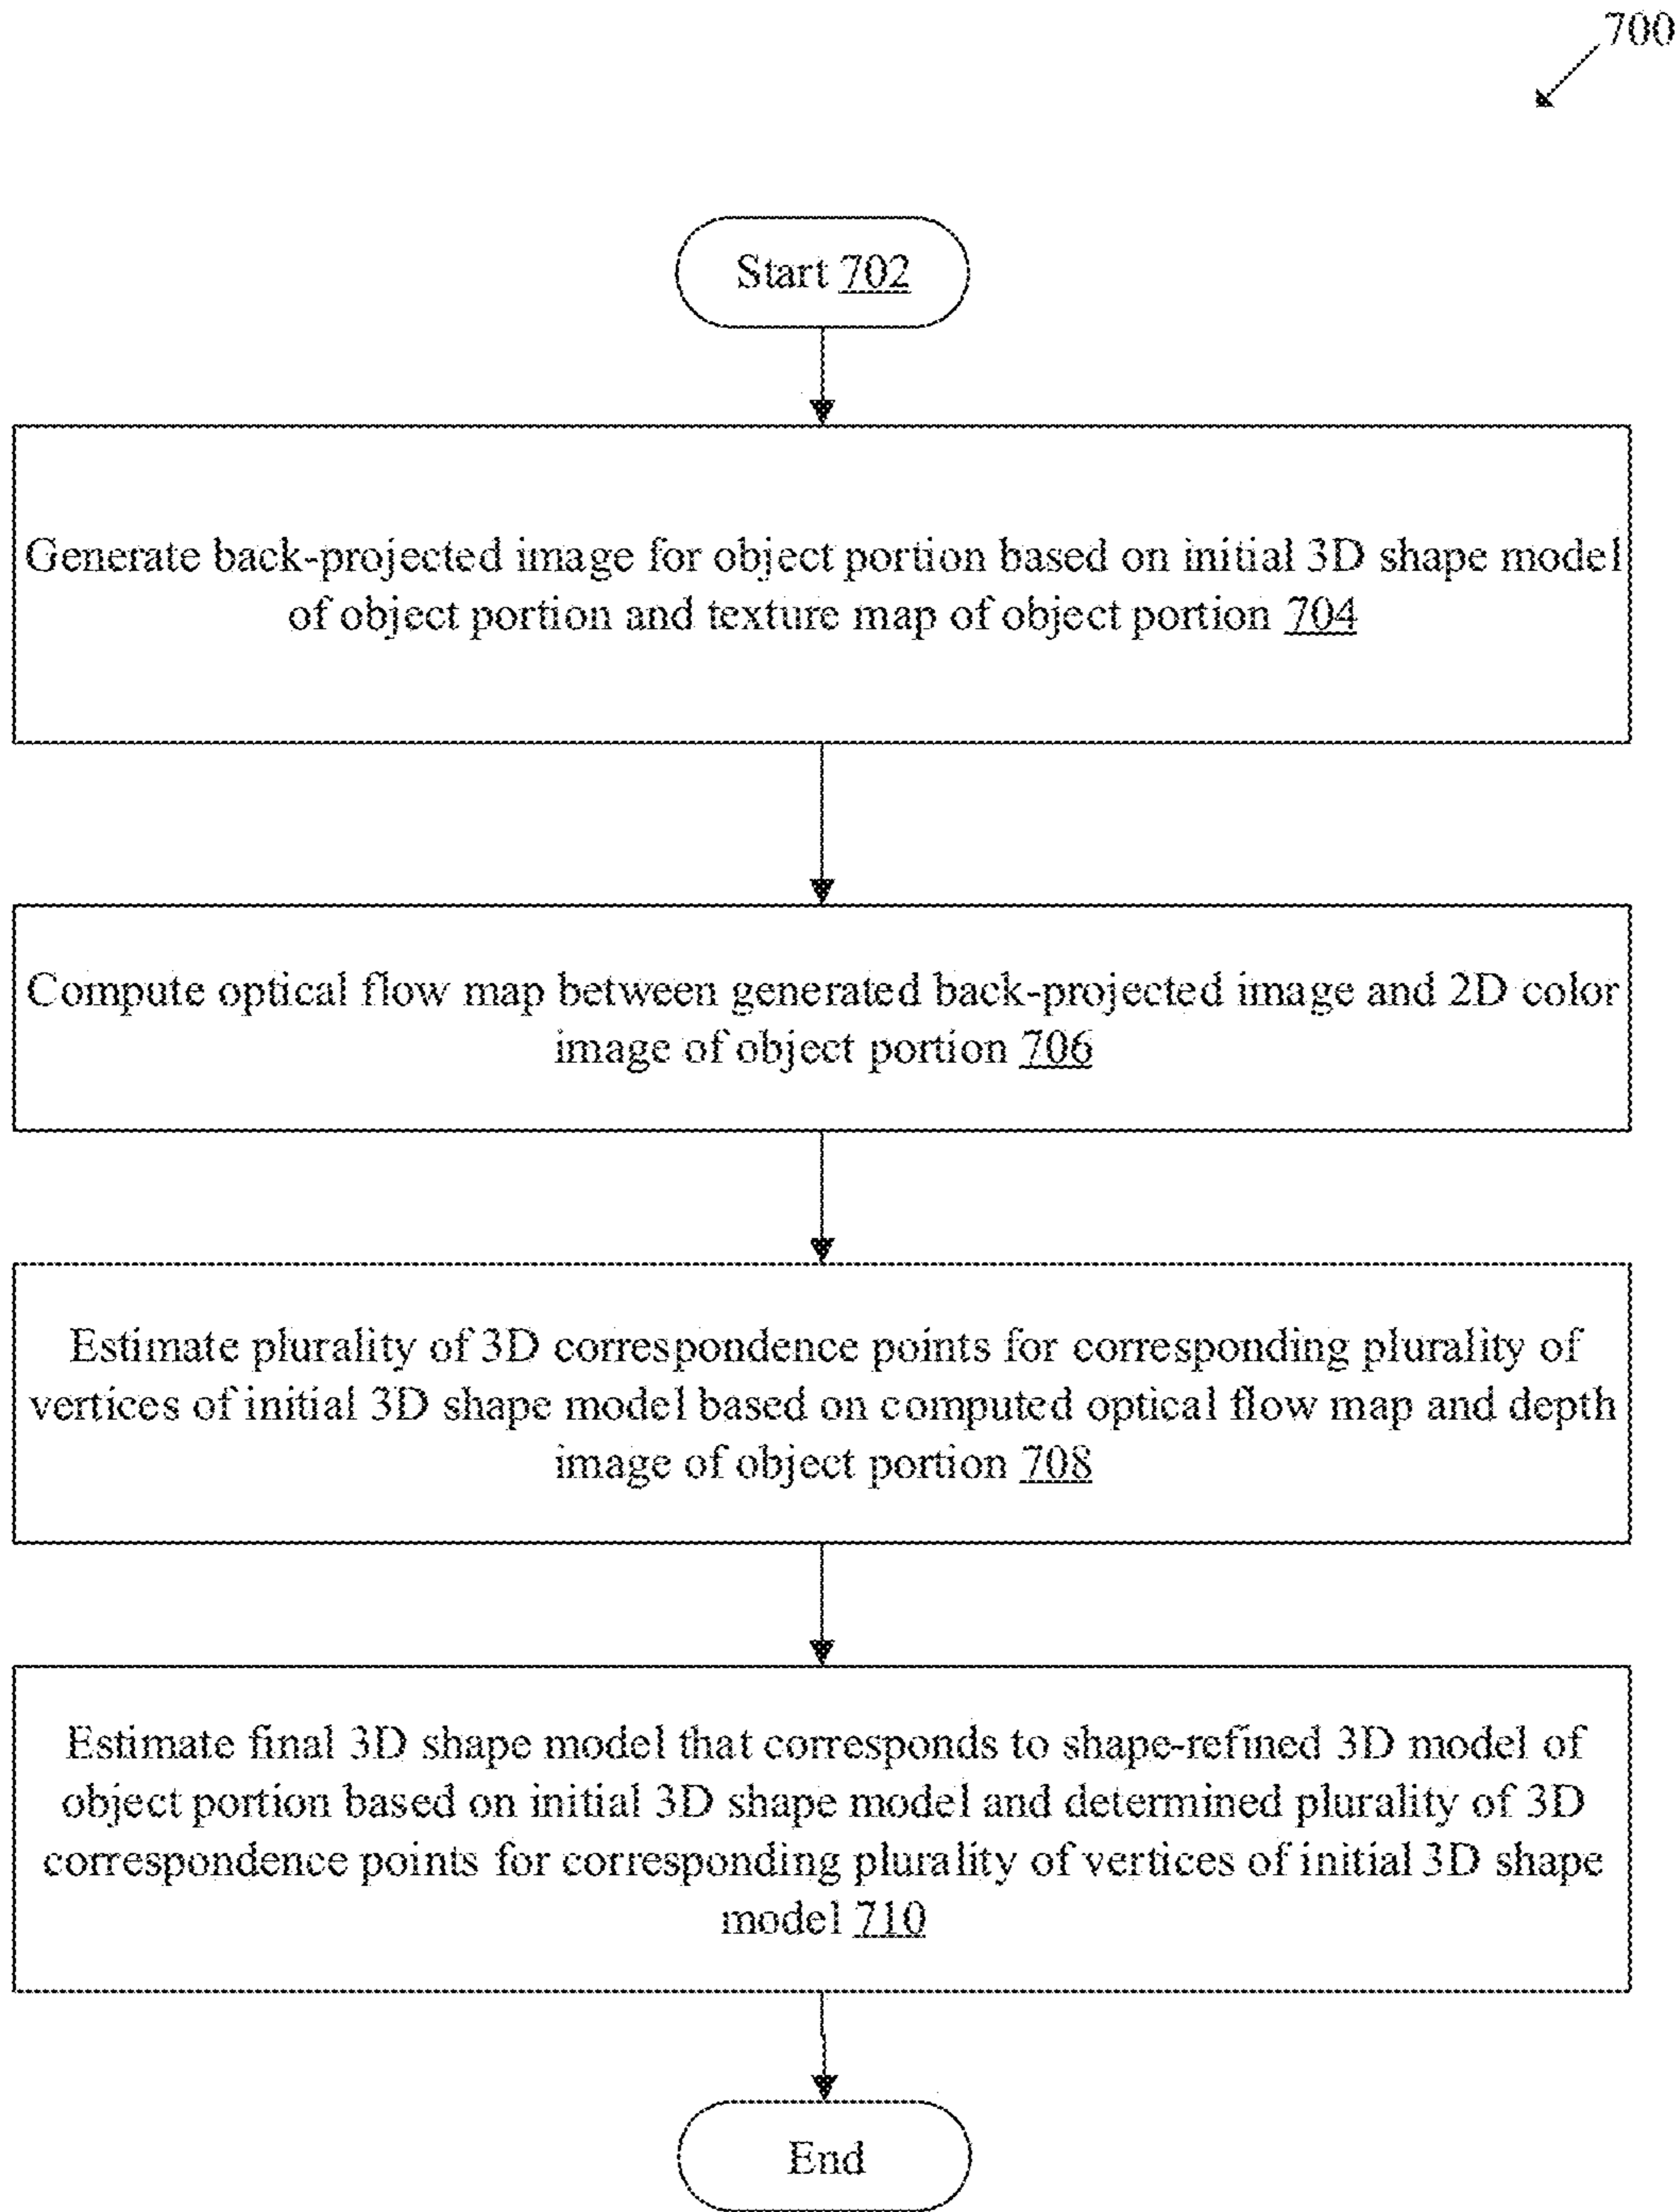 700
Start 702
Generate back-projected image for object portion based on initial 3D shape model
of object portion and texture map of object portion 704
Compute optical flow map between generated back-projected image and 2D color
image of object portion 706
Estimate plurality of 3D correspondence points for corresponding plurality of
vertices of initial 3D shape model based on computed optical flow map and depth
image of object portion 708
Estimate final 3D shape model that corresponds to shape-refined 3D model of
object portion based on initial 3D shape model and determined plurality of 3D
correspondence points for corresponding plurality of vertices of initial 3D shape
model 710
End